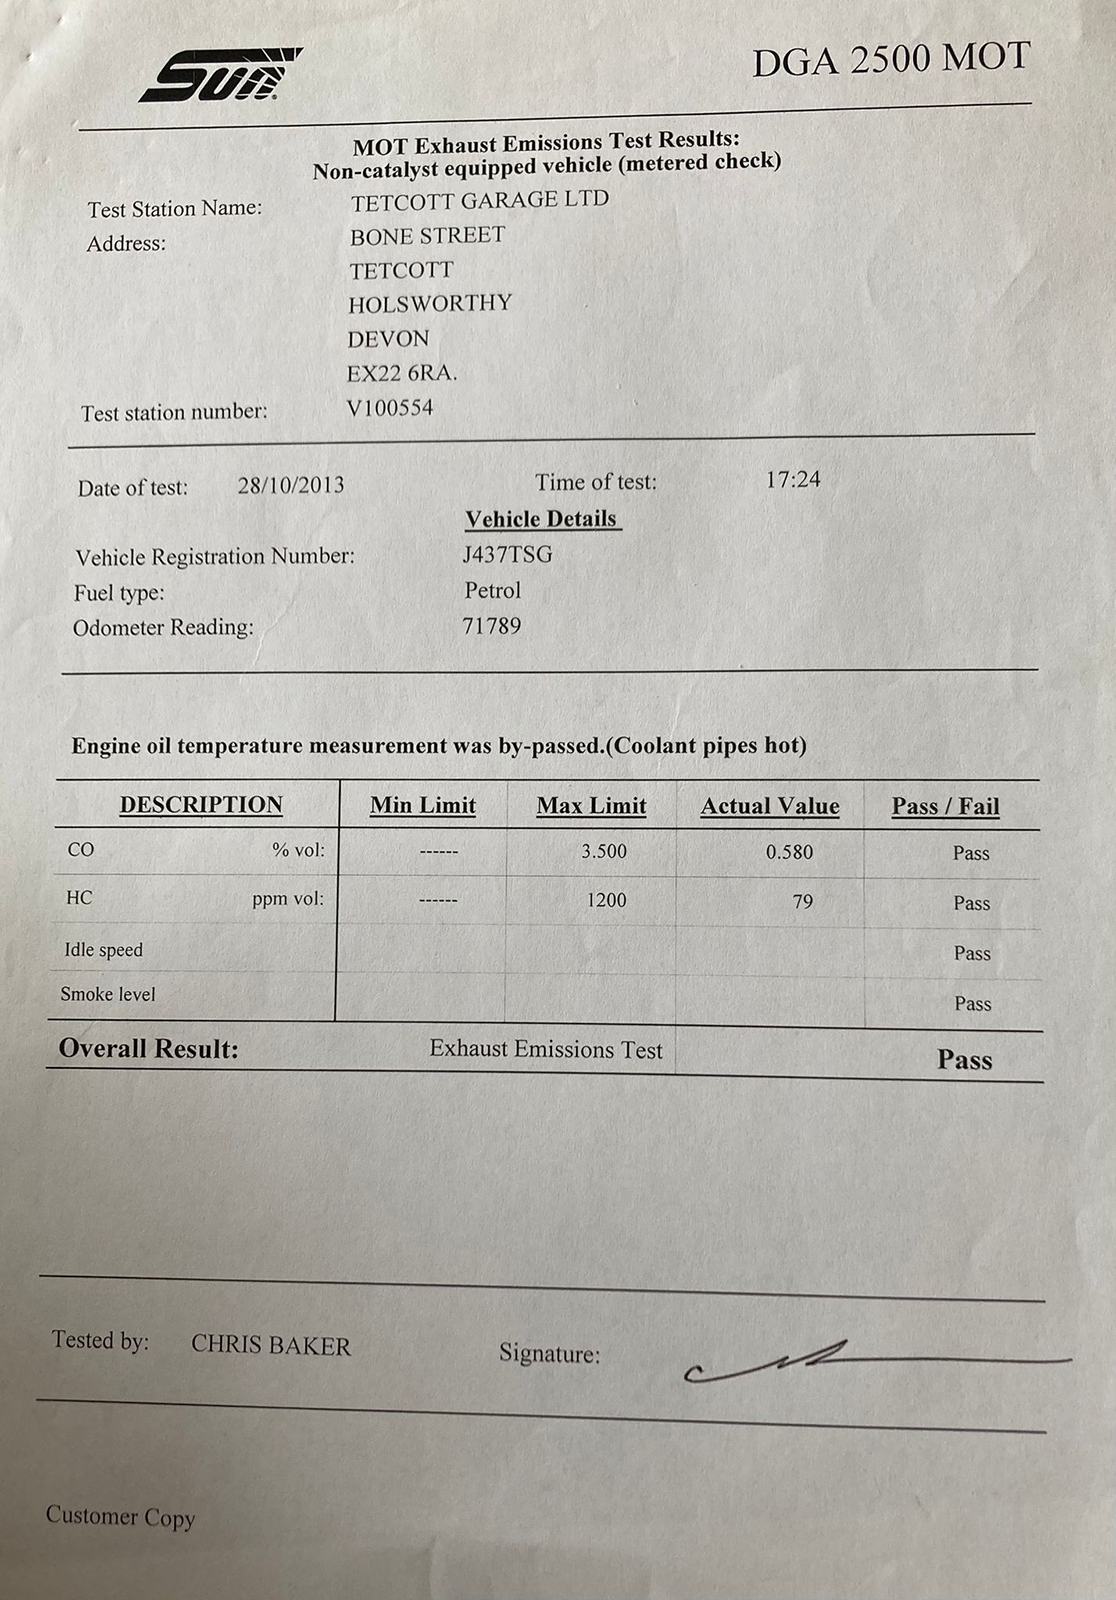 Sun
DGA 2500 MOT
MOT Exhaust Emissions Test Results:
Non-catalyst equipped vehicle (metered check)
Test Station Name: TETCOTT GARAGE LTD
Address: BONE STREET
TETCOTT
HOLSWORTHY
DEVON
EX22 6RA.
Test station number: V100554
Date of test: 28/10/2013 Time of test: 17:24
Vehicle Details
Vehicle Registration Number: J437TSG
Fuel type: Petrol
Odometer Reading: 71789
Engine oil temperature measurement was by-passed.(Coolant pipes hot)
DESCRIPTION Min Limit Max Limit Actual Value Pass / Fail
CO % vol: ------ 3.500 0.580 Pass
HC ppm vol: ------ 1200 79 Pass
Idle speed Pass
Smoke level Pass
Overall Result: Exhaust Emissions Test Pass
Tested by: CHRIS BAKER Signature:
Customer Copy